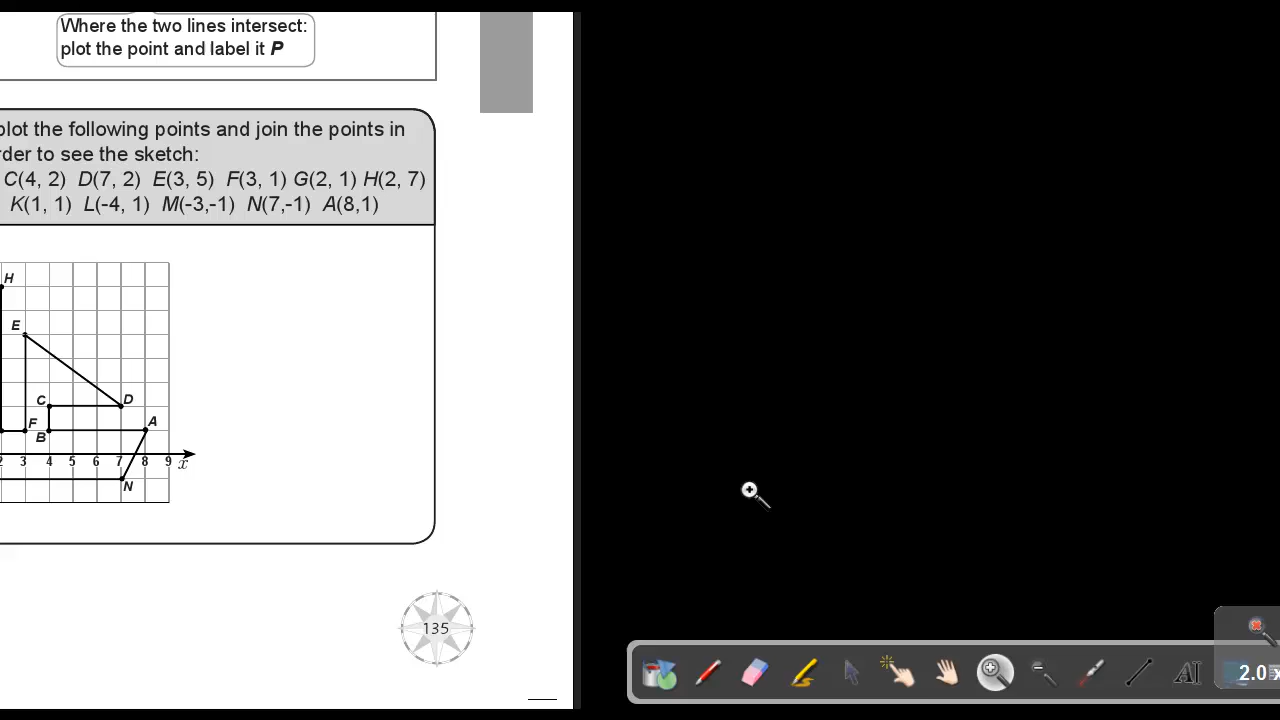 Where the two lines intersect:
plot the point and label it P
plot the following points and join the points in
order to see the sketch:
C(4, 2) D(7, 2) E(3, 5) F(3, 1) G(2, 1) H(2, 7)
K(1, 1) L(-4, 1) M(-3,-1) N(7,-1) A(8,1)
H
E
C
D
F
B
A
2 3 4 5 6 7 8 9 x
N
135
AI
2.0 x